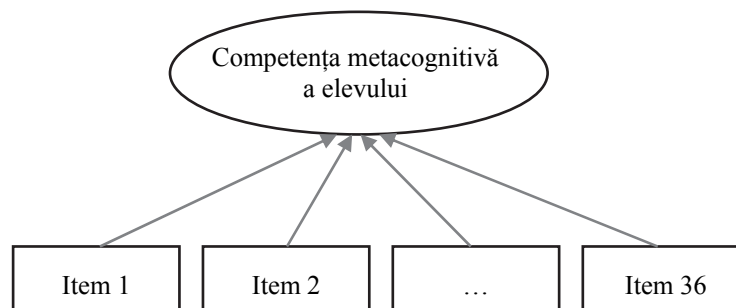 Competența metacognitivă
a elevului
Item 1
Item 2
…
Item 36